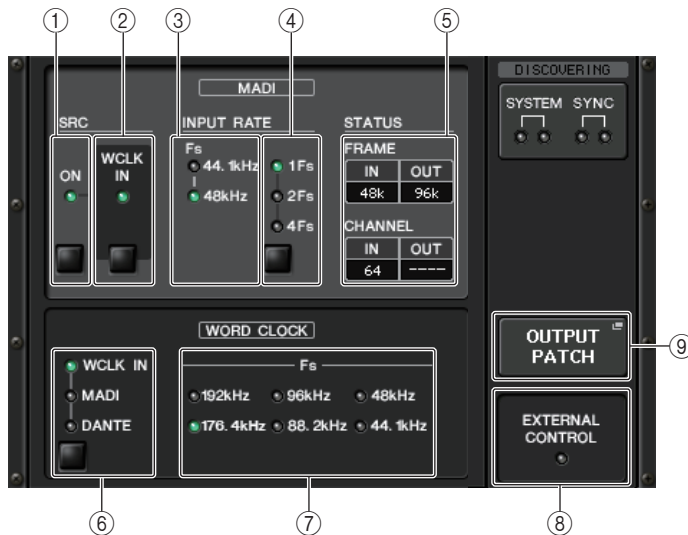 ① ② ③ ④ ⑤
DISCOVERING
MADI
SYSTEM SYNC
SRC
INPUT RATE
STATUS
Fs
44.1kHz
48kHz
1Fs
2Fs
4Fs
FRAME
IN OUT
48k 96k
ON
WCLK
IN
CHANNEL
IN OUT
64 ----
WORD CLOCK
OUTPUT
PATCH
⑨
WCLK IN
MADI
DANTE
Fs
192kHz 96kHz 48kHz
176.4kHz 88.2kHz 44.1kHz
EXTERNAL
CONTROL
⑥ ⑦ ⑧